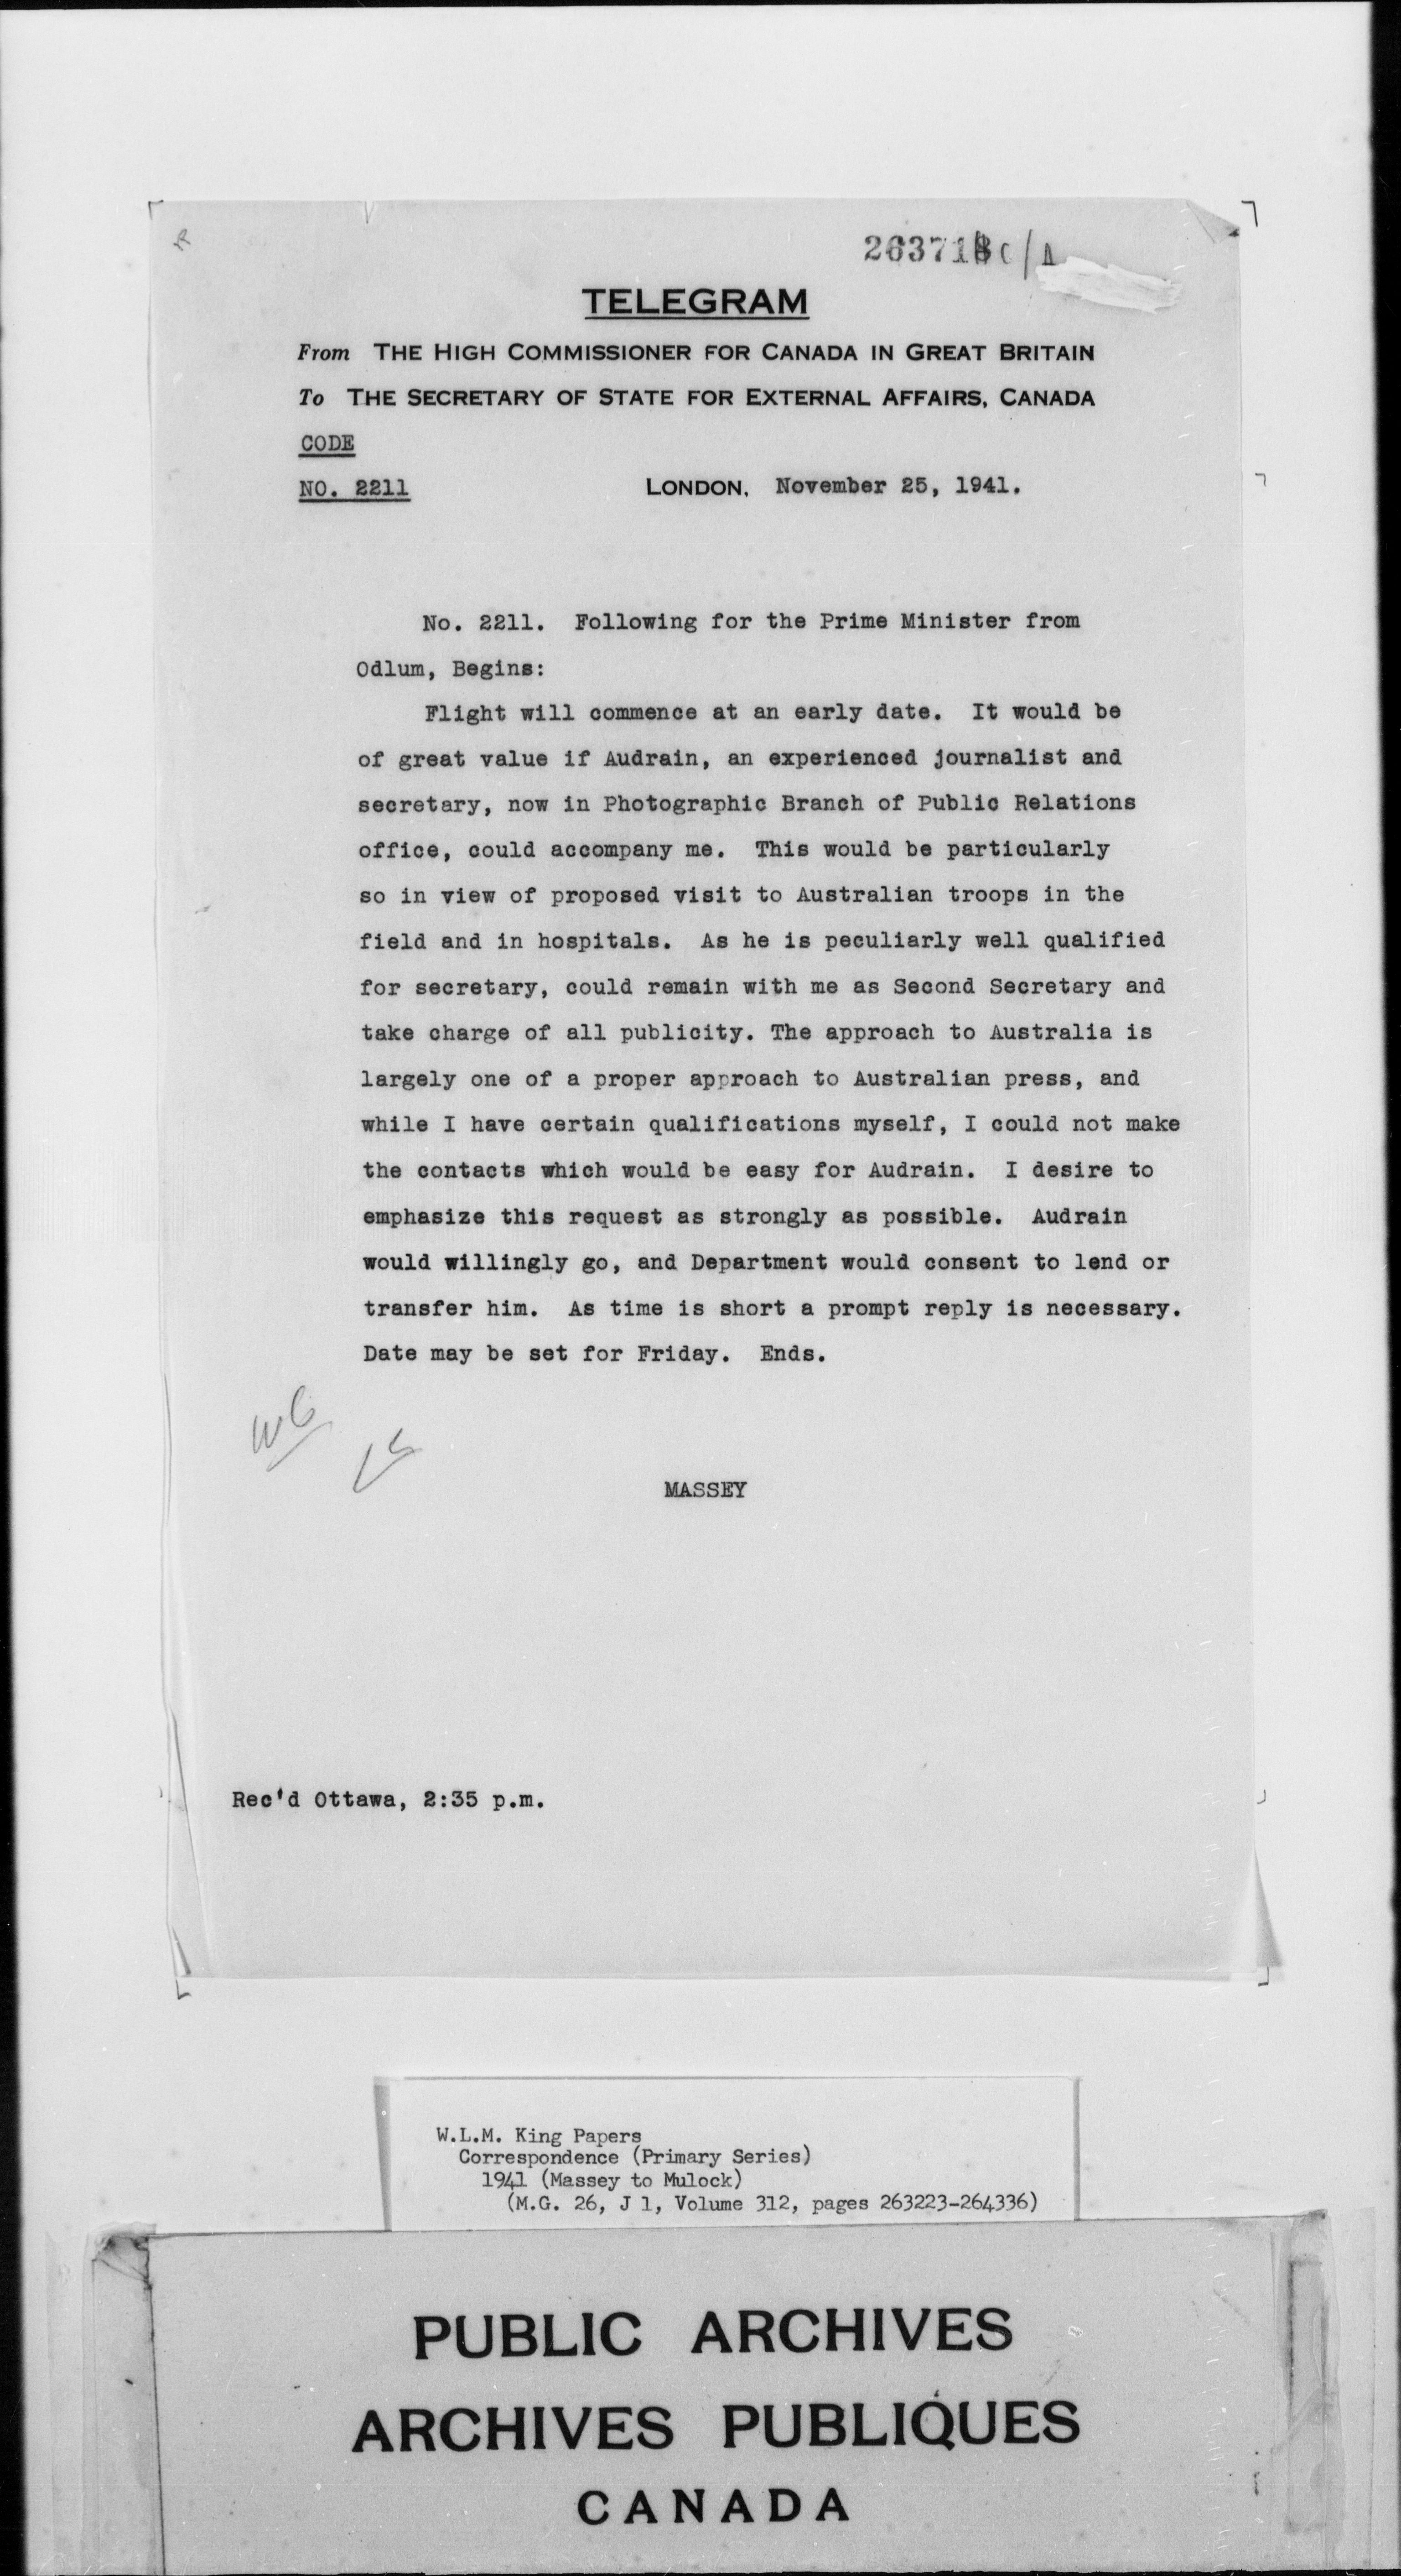 TELEGRAM
From THE HIGH COMMISSIONER FOR CANADA IN GREAT BRITAIN
To THE SECRETARY OF STATE FOR EXTERNAL AFFAIRS, CANADA
CODE
NO. 2211 LONDON, November 25, 1941.
No. 2211. Following for the Prime Minister from
Odlum, Begins:
Flight will commence at an early date. It would be
of great value if Audrain, an experienced journalist and
secretary, now in Photographic Branch of Public Relations
office, could accompany me. This would be particularly
so in view of proposed visit to Australian troops in the
field and in hospitals. As he is peculiarly well qualified
for secretary, could remain with me as Second Secretary and
take charge of all publicity. The approach to Australia is
largely one of a proper approach to Australian press, and
while I have certain qualifications myself, I could not make
the contacts which would be easy for Audrain. I desire to
emphasize this request as strongly as possible. Audrain
would willingly go, and Department would consent to lend or
transfer him. As time is short a prompt reply is necessary.
Date may be set for Friday. Ends.
MASSEY
Rec'd Ottawa, 2:35 p.m.
W.L.M. King Papers
Correspondence (Primary Series)
1941 (Massey to Mulock)
(M.G. 26, J 1, Volume 312, pages 263223-264336)
PUBLIC ARCHIVES
ARCHIVES PUBLIQUES
CANADA